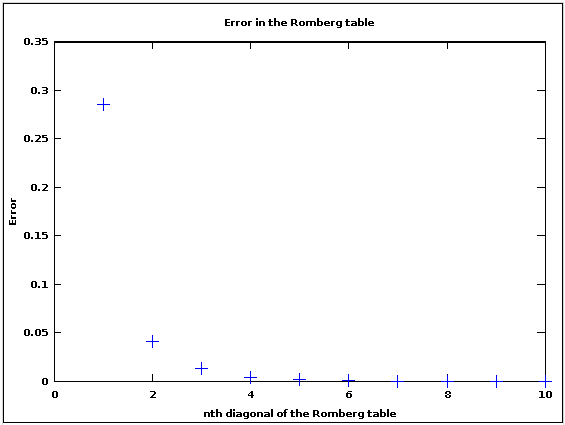 Error in the Romberg table
0.35
0.3
0.25
0.2
0.15
0.1
0.05
0
Error
0 2 4 6 8 10
nth diagonal of the Romberg table